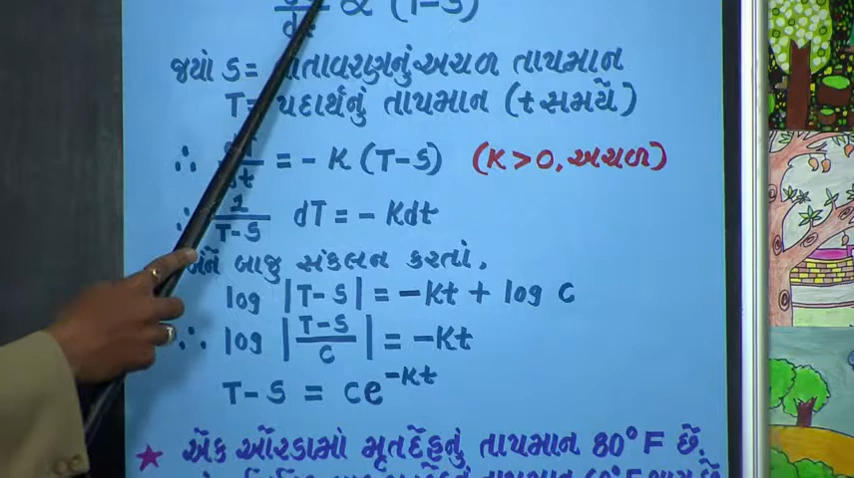 ∝ (T-S)
જ્યાં S = વાતાવરણનું અચળ તાપમાન
T = પદાર્થનું તાપમાન (t સમયે)
∴ dT/dt = - K (T-S) (K > 0, અચળ)
∴ 1/T-S dT = - Kdt
બંને બાજુ સંકલન કરતાં,
log |T-S| = -Kt + log C
∴ log |T-S/C| = -Kt
T-S = ce^-Kt
★ એક ઓરડામાં મૃતદેહનું તાપમાન 80°F છે.